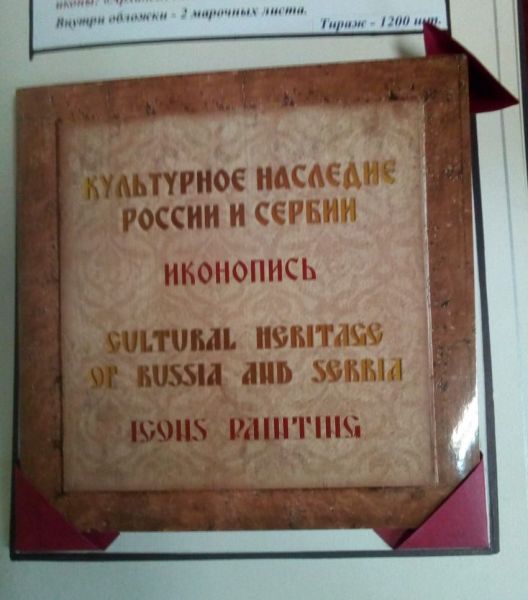 иконы:
Внутри обложки - 2 марочных листа.
Тираж - 1200 шт.
КУЛЬТУРНОЕ НАСЛЕДИЕ
РОССИИ И СЕРБИИ
ИКОНОПИСЬ
CULTURAL HERITAGE
OF RUSSIA AND SERBIA
ICONS PAINTING